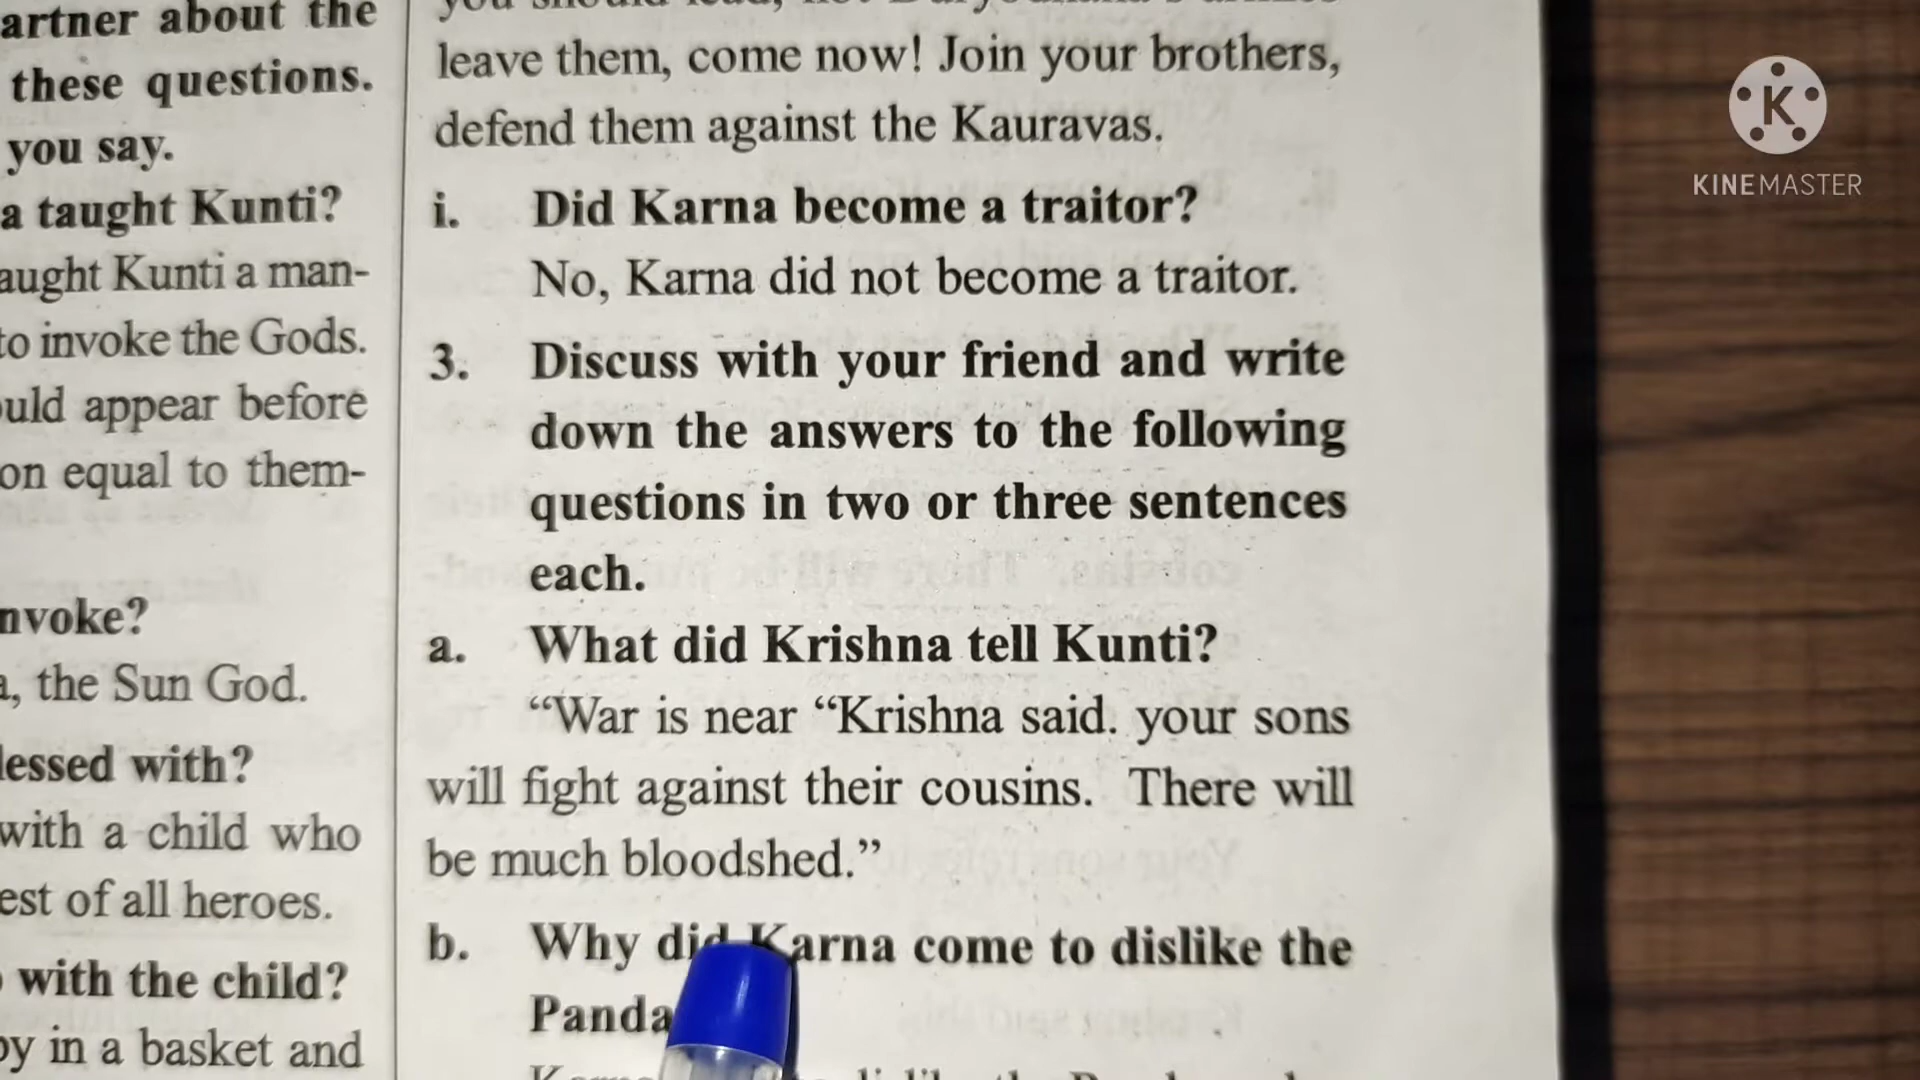 artner about the
these questions.
you say.
a taught Kunti?
aught Kunti a man-
to invoke the Gods.
uld appear before
on equal to them-
nvoke?
, the Sun God.
lessed with?
with a child who
est of all heroes.
with the child?
y in a basket and
leave them, come now! Join your brothers,
defend them against the Kauravas.
i. Did Karna become a traitor?
No, Karna did not become a traitor.
3. Discuss with your friend and write
down the answers to the following
questions in two or three sentences
each.
a. What did Krishna tell Kunti?
“War is near “Krishna said. your sons
will fight against their cousins. There will
be much bloodshed.”
b. Why did Karna come to dislike the
Panda
K
KINEMASTER